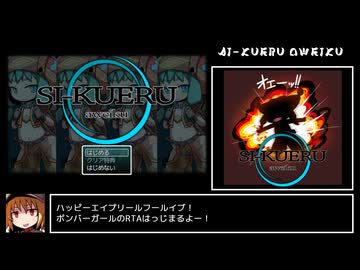 SI-KUERU
aweiku
はじめる
クリア特典
はじめない
SI-KUERU AWEIKU
オエーッ!!
SI-KUERU
aweiku
ハッピーエイプリールフールイブ！
ボンバーガールのRTAはっじまるよー！